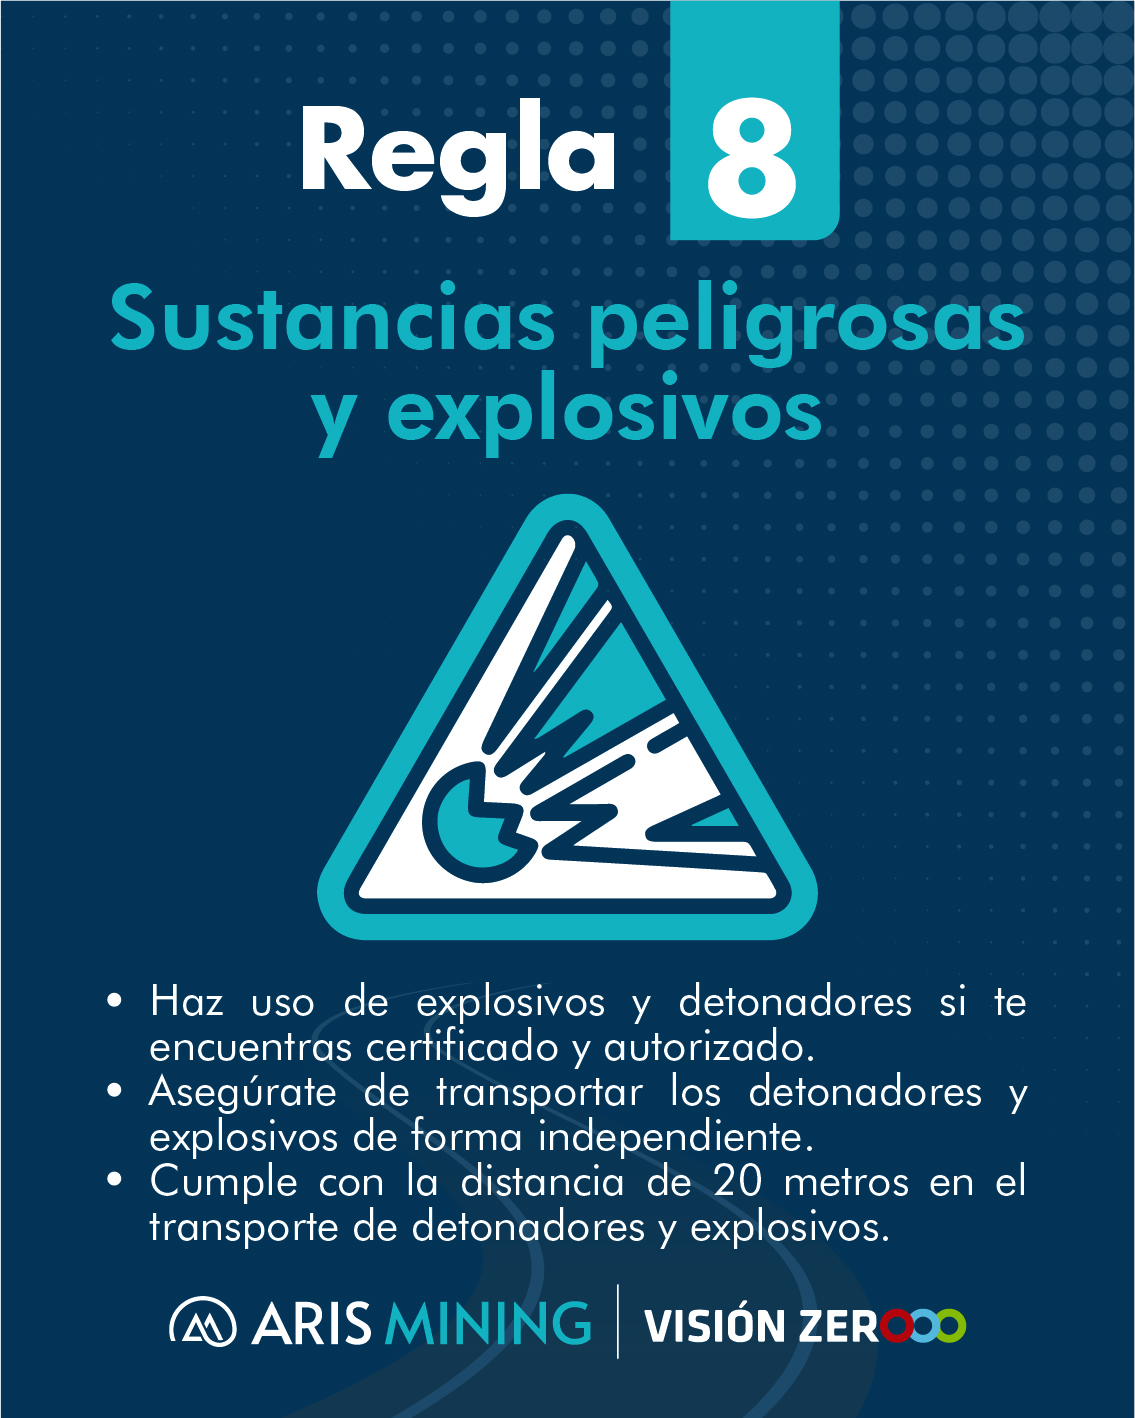 Regla 8
Sustancias peligrosas
y explosivos
• Haz uso de explosivos y detonadores si te
encuentras certificado y autorizado.
• Asegúrate de transportar los detonadores y
explosivos de forma independiente.
• Cumple con la distancia de 20 metros en el
transporte de detonadores y explosivos.
ARIS MINING | VISIÓN ZEROOO